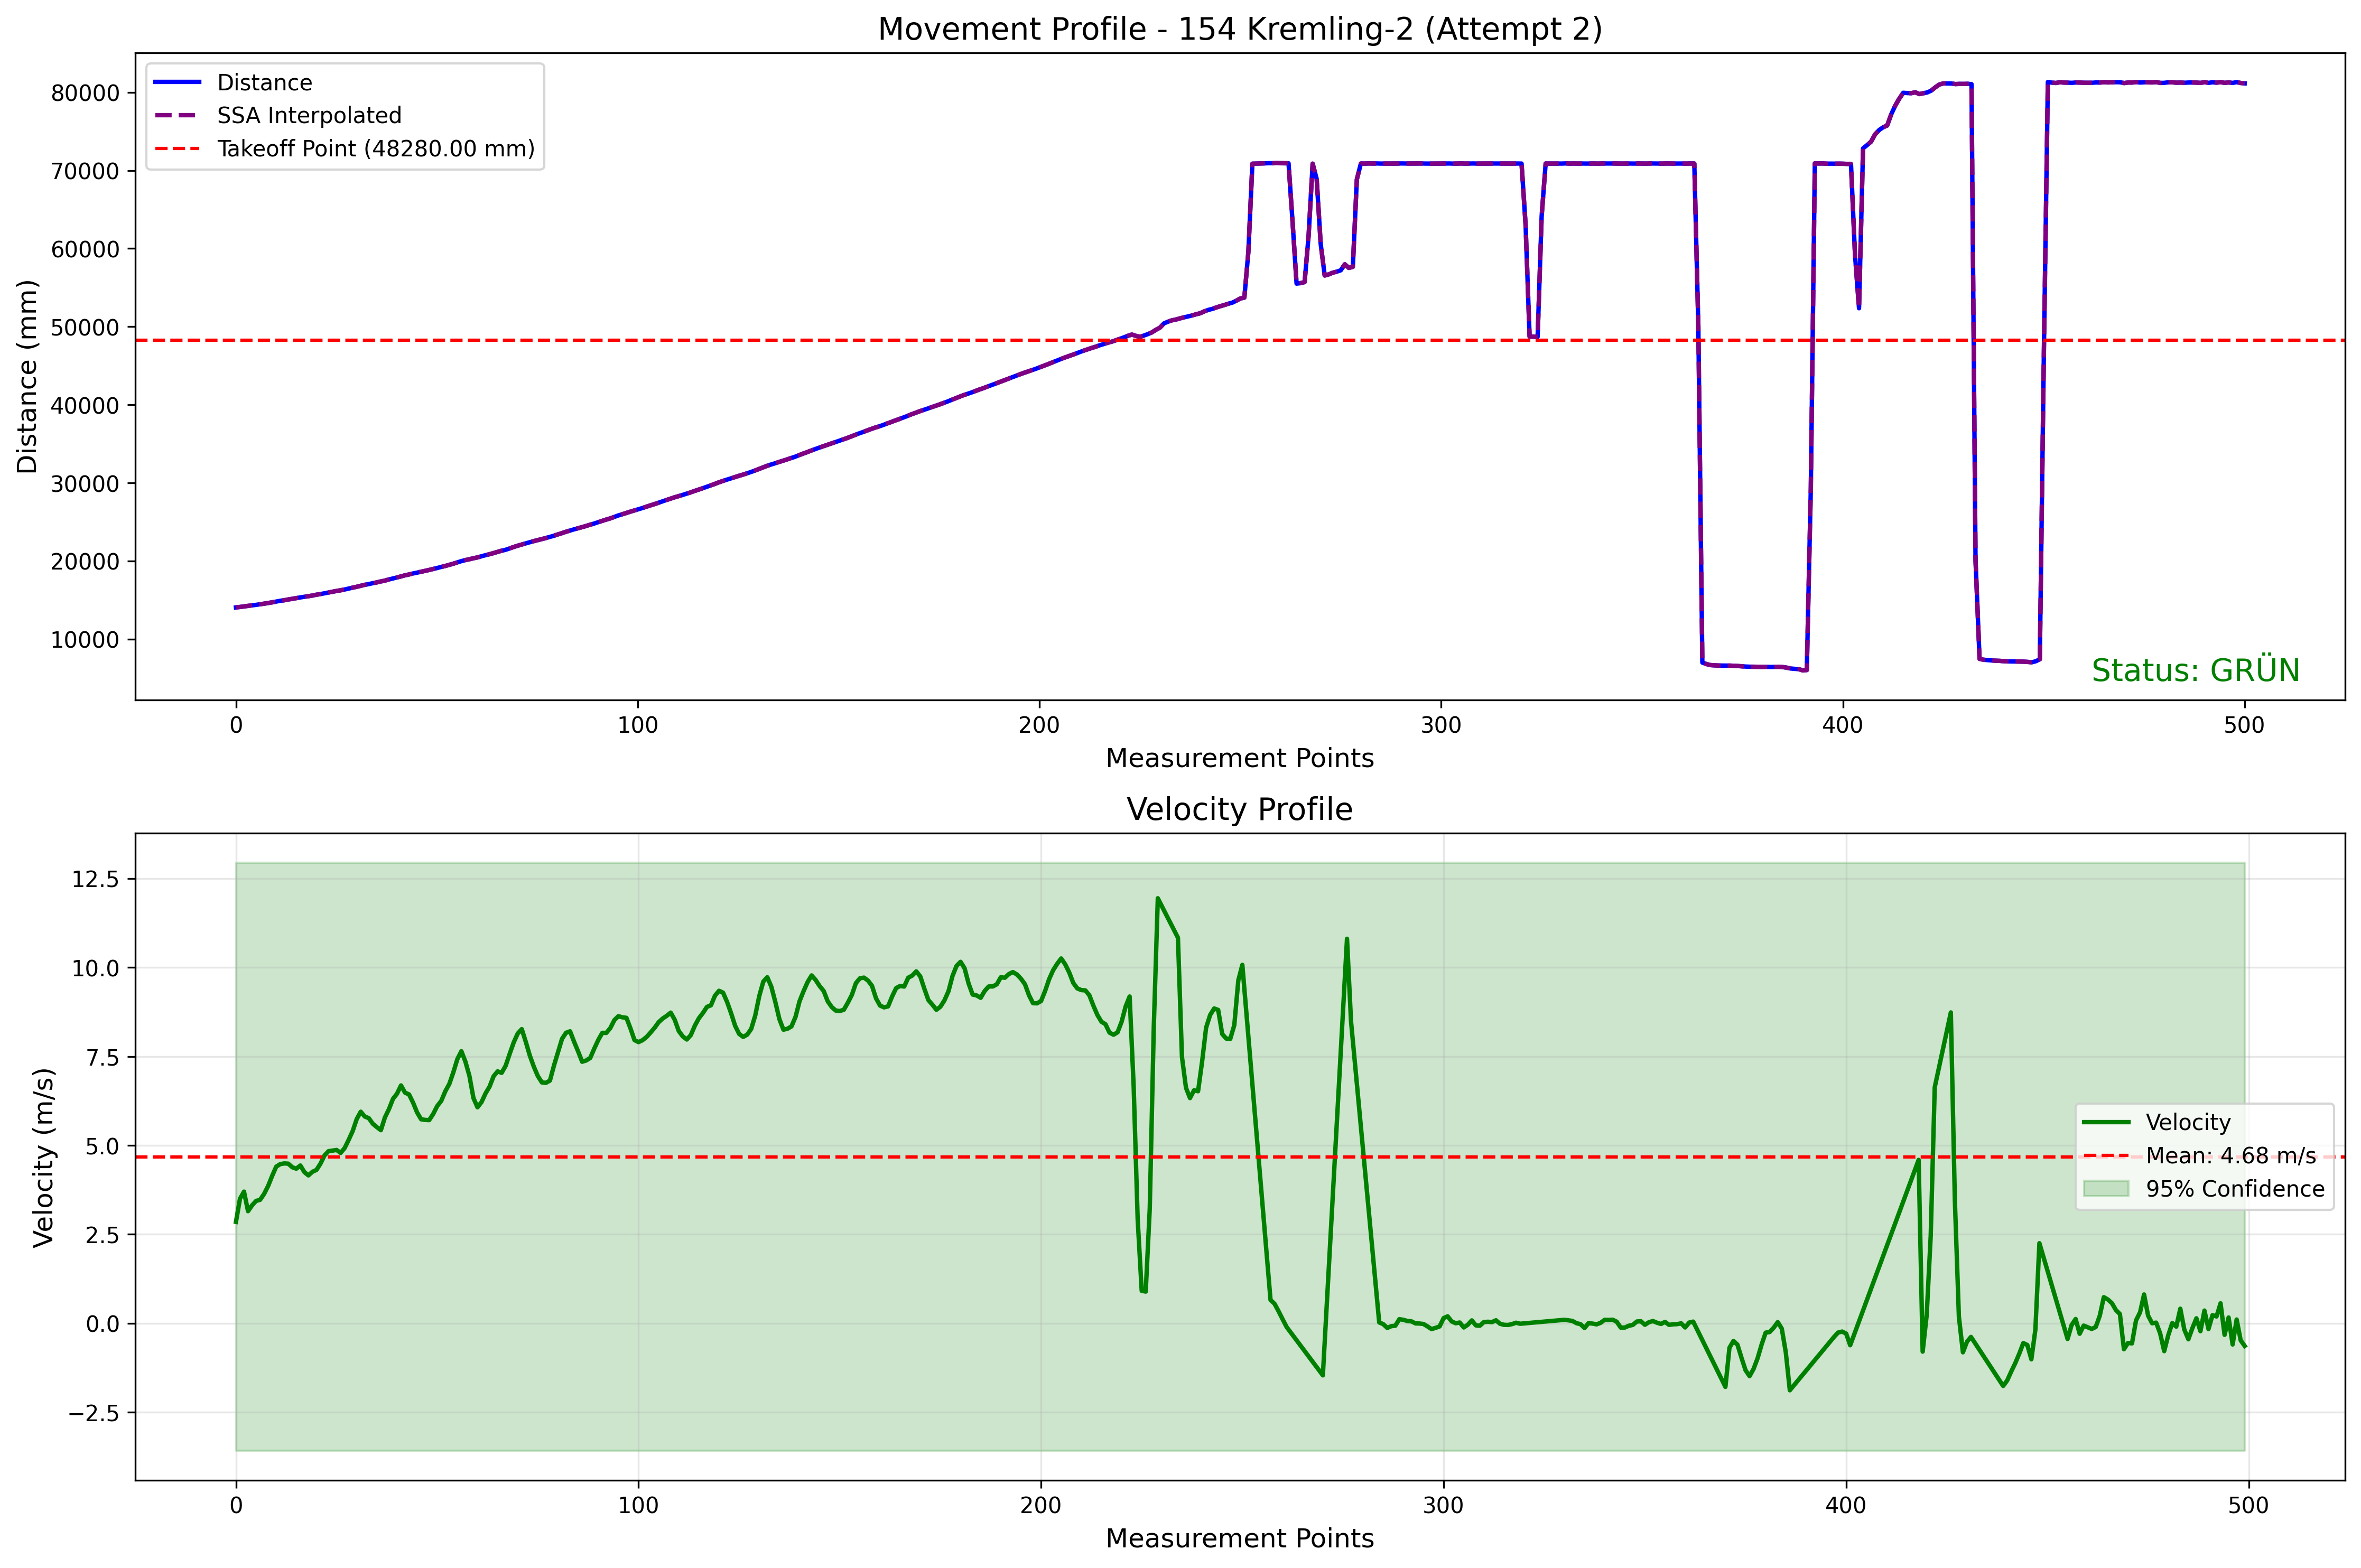 Movement Profile - 154 Kremling-2 (Attempt 2)
Distance
SSA Interpolated
Takeoff Point (48280.00 mm)
Distance (mm)
80000
70000
60000
50000
40000
30000
20000
10000
Status: GRÜN
0 100 200 300 400 500
Measurement Points
Velocity Profile
Velocity (m/s)
12.5
10.0
7.5
5.0
2.5
0.0
−2.5
Velocity
Mean: 4.68 m/s
95% Confidence
0 100 200 300 400 500
Measurement Points